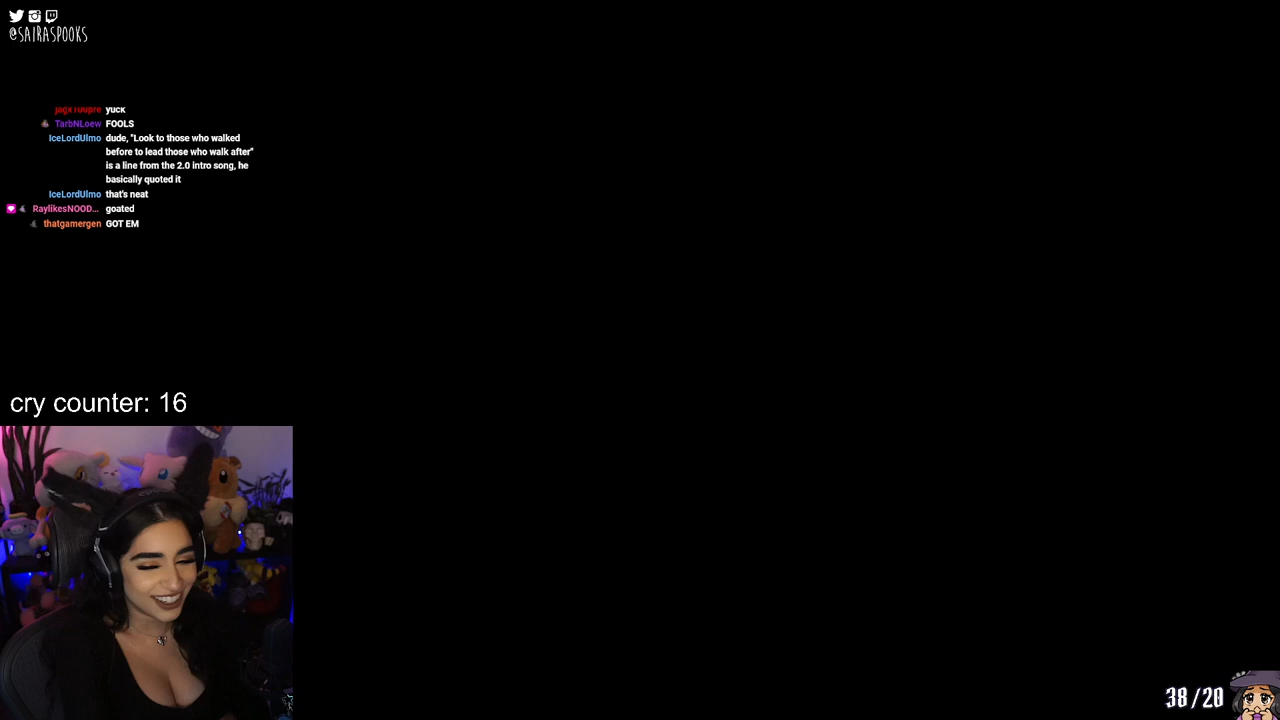 @SAIRASPOOKS
yuck
TarbNLoew FOOLS
IceLordUlmo dude, "Look to those who walked
before to lead those who walk after"
is a line from the 2.0 intro song, he
basically quoted it
IceLordUlmo that's neat
RaylikesNOOD... goated
thatgamergen GOT EM
cry counter: 16
38/20